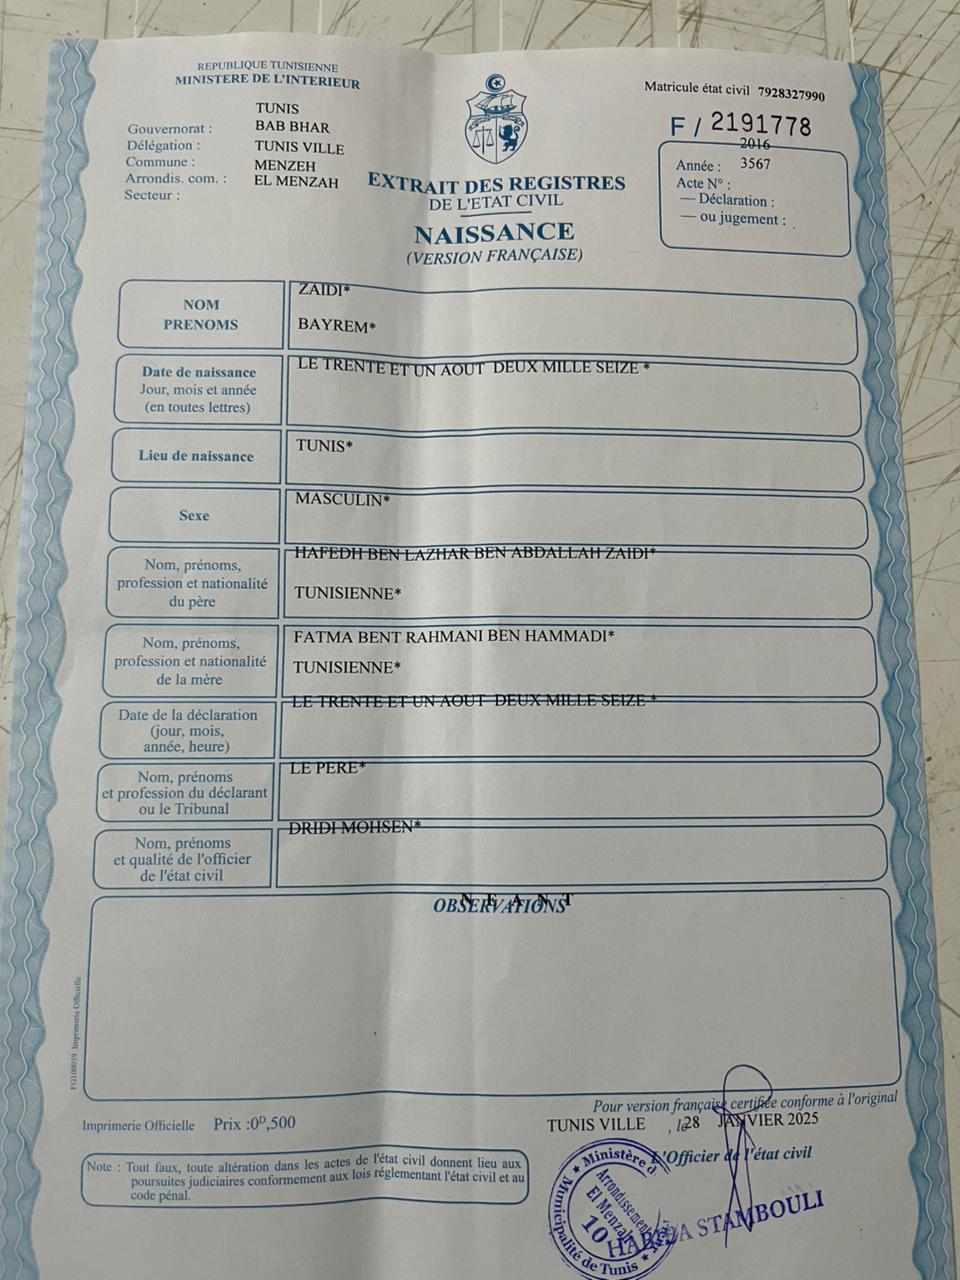 REPUBLIQUE TUNISIENNE
MINISTERE DE L'INTERIEUR
Matricule état civil 7928327990
F / 2191778
TUNIS
Gouvernorat : BAB BHAR
Délégation : TUNIS VILLE
Commune : MENZEH
Arrondis. com. : EL MENZAH
Secteur :
2016
Année : 3567
Acte N° :
— Déclaration :
— ou jugement :
EXTRAIT DES REGISTRES
DE L'ETAT CIVIL
NAISSANCE
(VERSION FRANÇAISE)
NOM
PRENOMS
ZAIDI*
BAYREM*
Date de naissance
Jour, mois et année
(en toutes lettres)
LE TRENTE ET UN AOUT DEUX MILLE SEIZE *
Lieu de naissance
TUNIS*
Sexe
MASCULIN*
Nom, prénoms,
profession et nationalité
du père
HAFEDH BEN LAZHAR BEN ABDALLAH ZAIDI*
TUNISIENNE*
Nom, prénoms,
profession et nationalité
de la mère
FATMA BENT RAHMANI BEN HAMMADI*
TUNISIENNE*
Date de la déclaration
(jour, mois,
année, heure)
LE TRENTE ET UN AOUT DEUX MILLE SEIZE *
Nom, prénoms
et profession du déclarant
ou le Tribunal
LE PERE*
Nom, prénoms
et qualité de l'officier
de l'état civil
DRIDI MOHSEN*
N E A N T
OBSERVATIONS
FG100059 Imprimerie Officielle
Pour version française certifiée conforme à l'original
TUNIS VILLE , le 28 JANVIER 2025
L'Officier de l'état civil
Imprimerie Officielle Prix :0ᴰ,500
Note : Tout faux, toute altération dans les actes de l'état civil donnent lieu aux
poursuites judiciaires conformement aux lois réglementant l'état civil et au
code pénal.
Ministère d
Arrondissement
El Menzah
10
Municipalité de Tunis
STAMBOULI